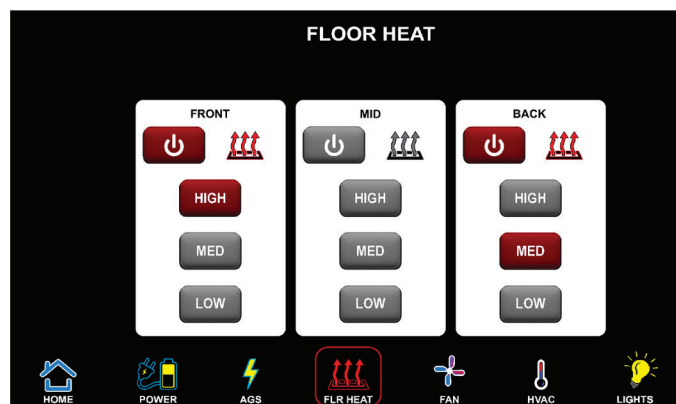 FLOOR HEAT
FRONT
HIGH
MED
LOW
MID
HIGH
MED
LOW
BACK
HIGH
MED
LOW
HOME
POWER
AGS
FLR HEAT
FAN
HVAC
LIGHTS